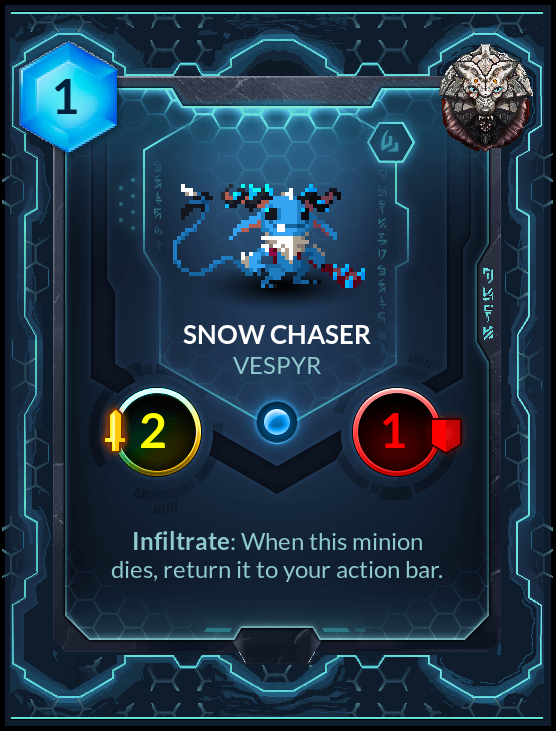 1
SNOW CHASER
VESPYR
2
1
Infiltrate: When this minion
dies, return it to your action bar.